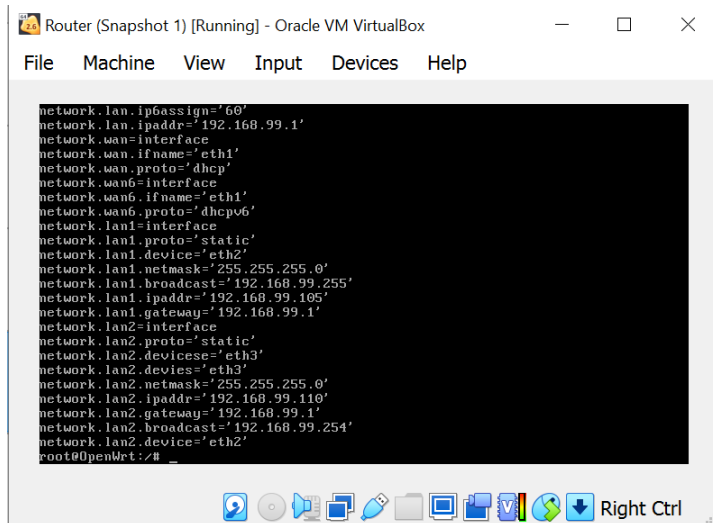 2.6
Router (Snapshot 1) [Running] - Oracle VM VirtualBox
File Machine View Input Devices Help
network.lan.ip6assign='60'
network.lan.ipaddr='192.168.99.1'
network.wan=interface
network.wan.ifname='eth1'
network.wan.proto='dhcp'
network.wan6=interface
network.wan6.ifname='eth1'
network.wan6.proto='dhcpv6'
network.lan1=interface
network.lan1.proto='static'
network.lan1.device='eth2'
network.lan1.netmask='255.255.255.0'
network.lan1.broadcast='192.168.99.255'
network.lan1.ipaddr='192.168.99.105'
network.lan1.gateway='192.168.99.1'
network.lan2=interface
network.lan2.proto='static'
network.lan2.devicese='eth3'
network.lan2.devies='eth3'
network.lan2.netmask='255.255.255.0'
network.lan2.ipaddr='192.168.99.110'
network.lan2.gateway='192.168.99.1'
network.lan2.broadcast='192.168.99.254'
network.lan2.device='eth2'
root@OpenWrt:/# _
Right Ctrl